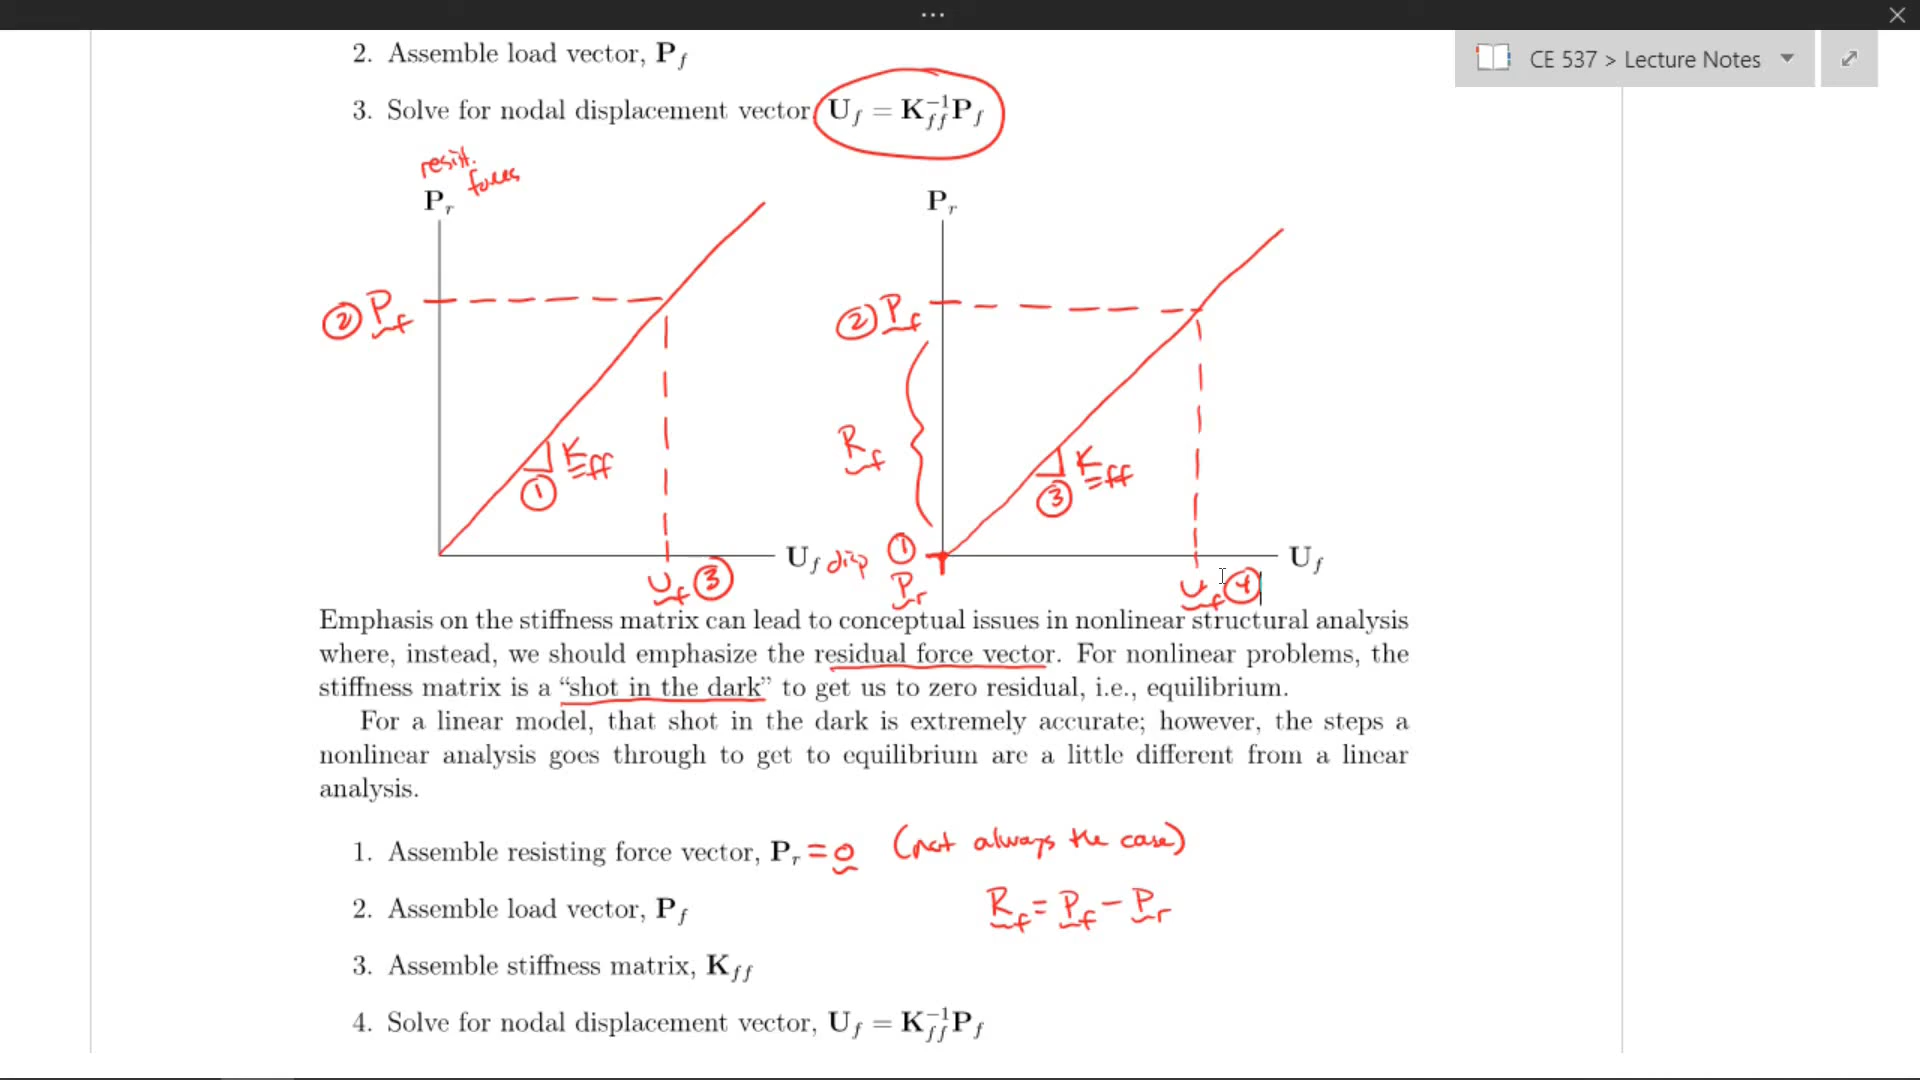 ...
CE 537 > Lecture Notes
2. Assemble load vector, P_f
3. Solve for nodal displacement vector U_f = K_ff^{-1}P_f
resist.
forces
P_r
P_r
② P_f
② P_f
R_f
K_ff
①
K_ff
③
U_f disp
①
P_r
U_f
U_f ③
U_f ④
Emphasis on the stiffness matrix can lead to conceptual issues in nonlinear structural analysis
where, instead, we should emphasize the residual force vector. For nonlinear problems, the
stiffness matrix is a “shot in the dark” to get us to zero residual, i.e., equilibrium.
For a linear model, that shot in the dark is extremely accurate; however, the steps a
nonlinear analysis goes through to get to equilibrium are a little different from a linear
analysis.
1. Assemble resisting force vector, P_r = 0 (not always the case)
2. Assemble load vector, P_f
R_f = P_f - P_r
3. Assemble stiffness matrix, K_ff
4. Solve for nodal displacement vector, U_f = K_ff^{-1}P_f